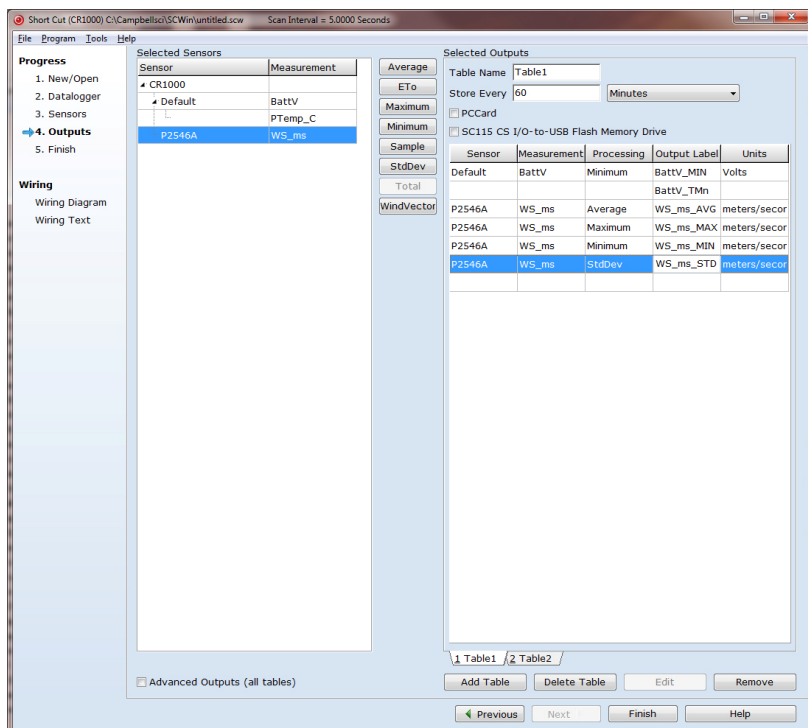 Short Cut (CR1000) C:\Campbellsci\SCWin\untitled.scw Scan Interval = 5.0000 Seconds
File Program Tools Help
Progress
1. New/Open
2. Datalogger
3. Sensors
4. Outputs
5. Finish
Wiring
Wiring Diagram
Wiring Text
Selected Sensors
Sensor Measurement
CR1000
Default BattV
PTemp_C
P2546A WS_ms
Advanced Outputs (all tables)
Average
ETo
Maximum
Minimum
Sample
StdDev
Total
WindVector
Selected Outputs
Table Name Table1
Store Every 60 Minutes
PCCard
SC115 CS I/O-to-USB Flash Memory Drive
Sensor Measurement Processing Output Label Units
Default BattV Minimum BattV_MIN Volts
BattV_TMn
P2546A WS_ms Average WS_ms_AVG meters/secor
P2546A WS_ms Maximum WS_ms_MAX meters/secor
P2546A WS_ms Minimum WS_ms_MIN meters/secor
P2546A WS_ms StdDev WS_ms_STD meters/secor
1 Table1 2 Table2
Add Table Delete Table Edit Remove
Previous Next Finish Help